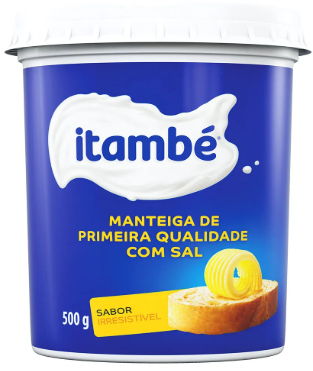 itambé
MANTEIGA DE
PRIMEIRA QUALIDADE
COM SAL
500 g
SABOR
IRRESISTÍVEL